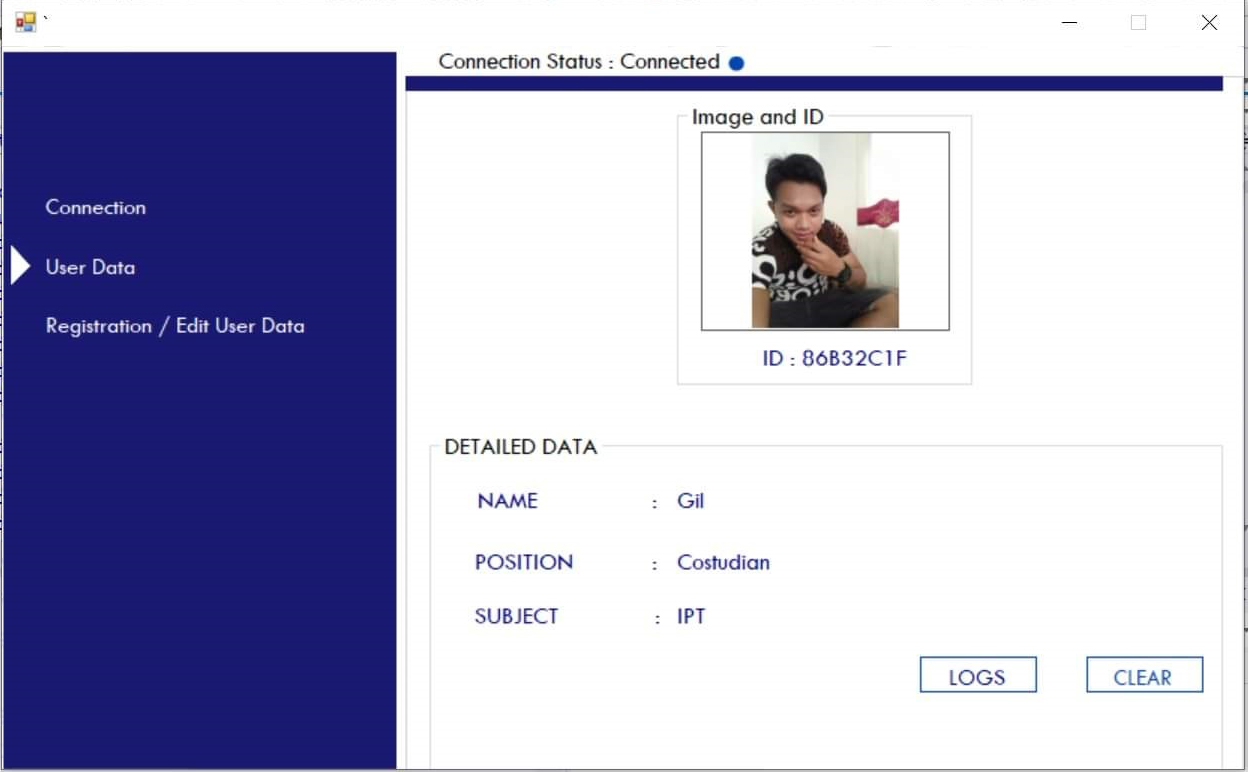 `
Connection Status : Connected
Connection
User Data
Registration / Edit User Data
Image and ID
ID : 86B32C1F
DETAILED DATA
NAME : Gil
POSITION : Costudian
SUBJECT : IPT
LOGS CLEAR